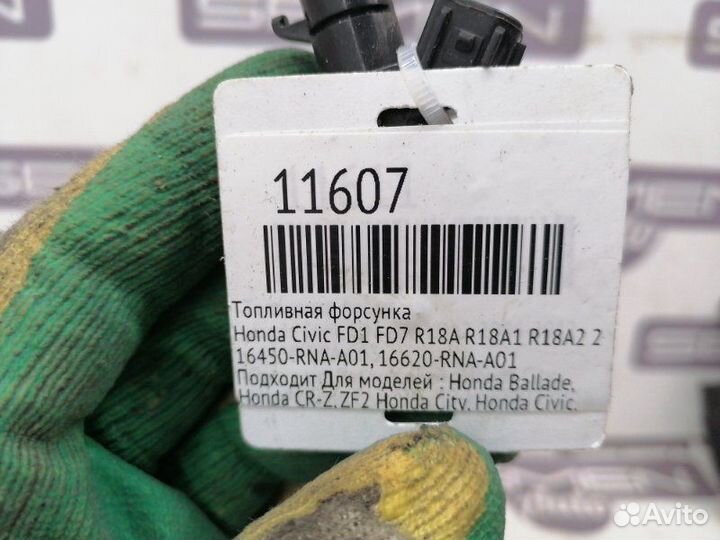 11607
Топливная форсунка
Honda Civic FD1 FD7 R18A R18A1 R18A2 2
16450-RNA-A01, 16620-RNA-A01
Подходит Для моделей : Honda Ballade,
Honda CR-Z, ZF2 Honda City, Honda Civic,
Avito